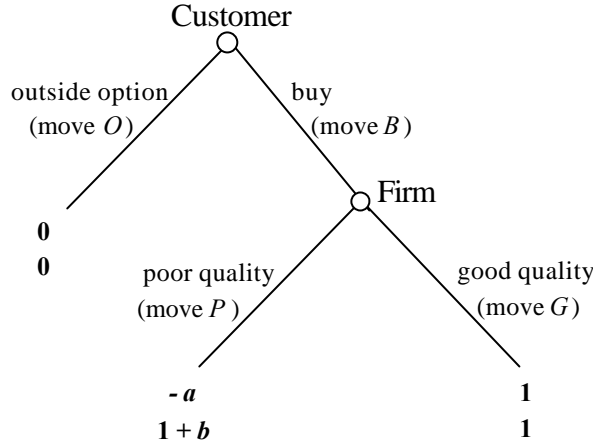 Customer
outside option
(move O)
buy
(move B)
Firm
0
0
poor quality
(move P)
good quality
(move G)
- a
1 + b
1
1